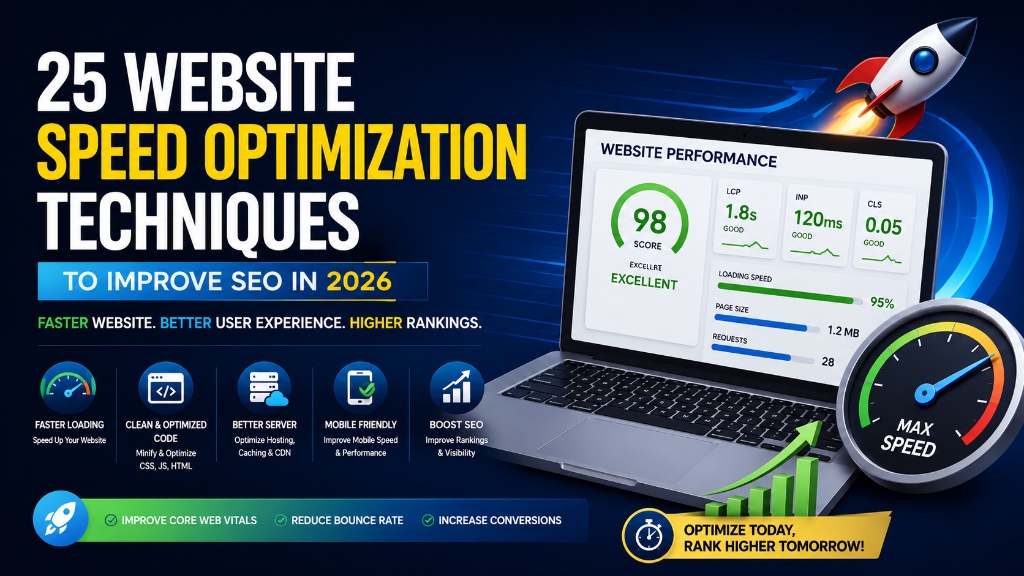 25 WEBSITE
SPEED OPTIMIZATION
TECHNIQUES
TO IMPROVE SEO IN 2026
FASTER WEBSITE. BETTER USER EXPERIENCE. HIGHER RANKINGS.
FASTER LOADING
Speed Up Your Website
CLEAN & OPTIMIZED
CODE
Minify & Optimize
CSS, JS, HTML
BETTER SERVER
Optimize Hosting,
Caching & CDN
MOBILE FRIENDLY
Improve Mobile Speed
& Performance
BOOST SEO
Improve Rankings
& Visibility
IMPROVE CORE WEB VITALS
REDUCE BOUNCE RATE
INCREASE CONVERSIONS
WEBSITE PERFORMANCE
98
SCORE
EXCELLENT
LCP
1.8s
GOOD
INP
120ms
GOOD
CLS
0.05
GOOD
LOADING SPEED
95%
PAGE SIZE
1.2 MB
REQUESTS
28
MAX
SPEED
OPTIMIZE TODAY,
RANK HIGHER TOMORROW!